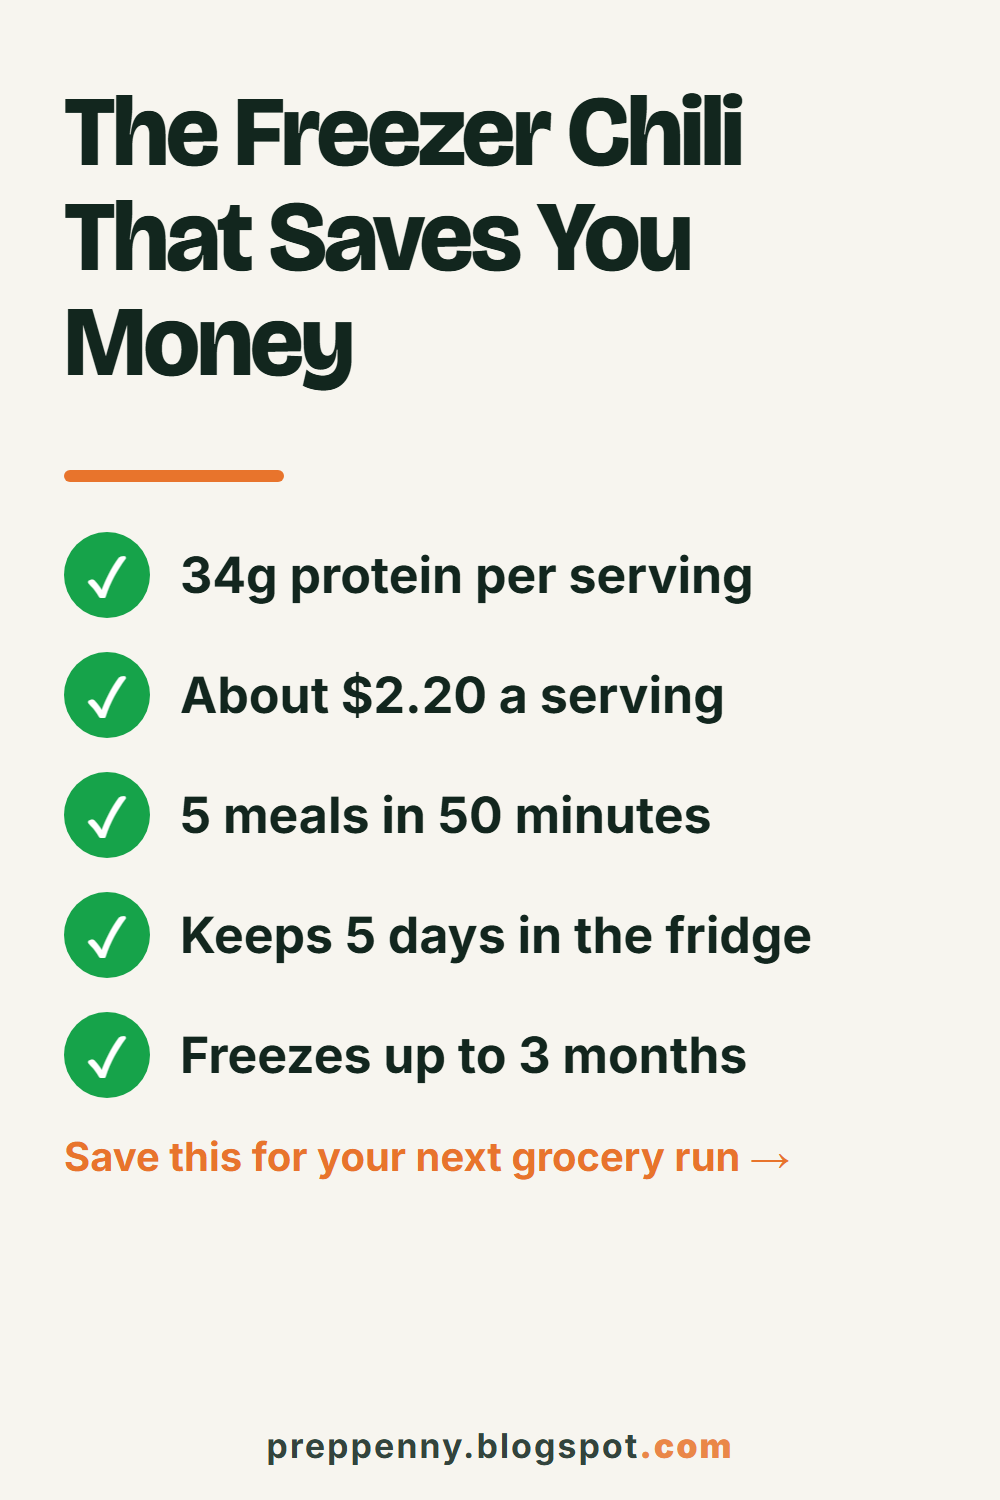 The Freezer Chili
That Saves You
Money
✓ 34g protein per serving
✓ About $2.20 a serving
✓ 5 meals in 50 minutes
✓ Keeps 5 days in the fridge
✓ Freezes up to 3 months
Save this for your next grocery run →
preppenny.blogspot.com